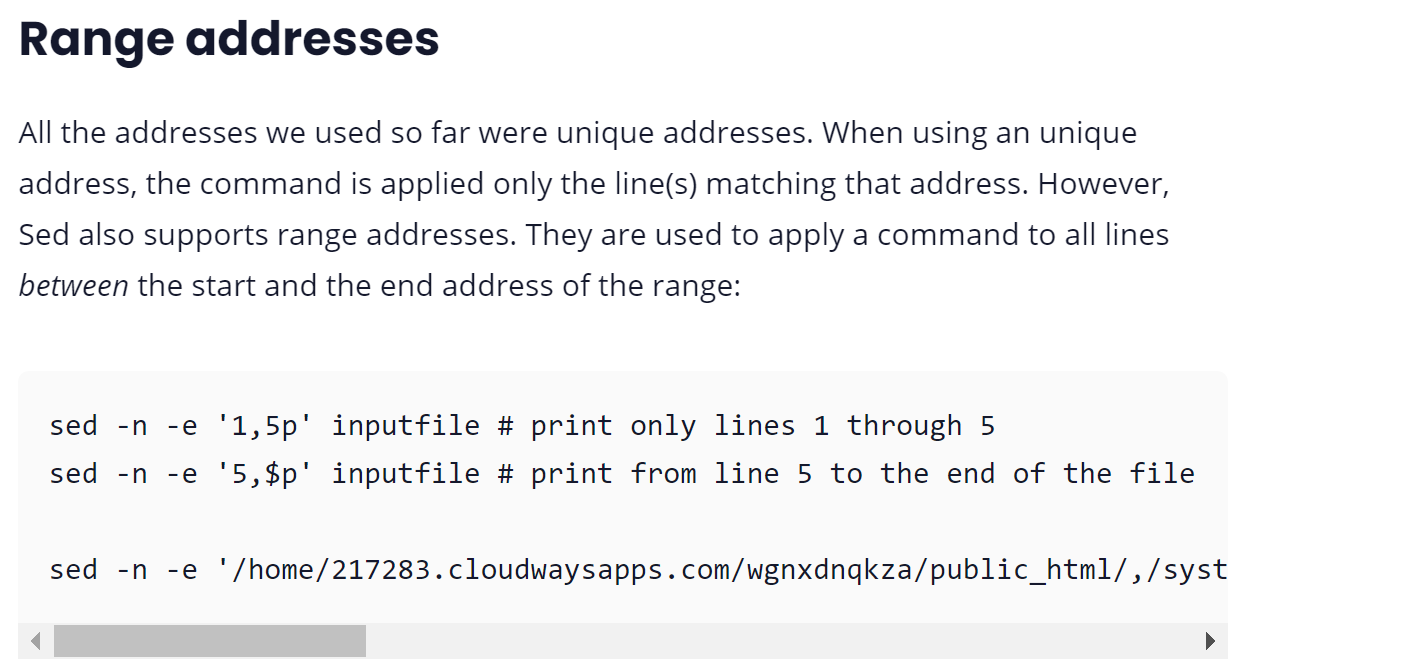 Range addresses
All the addresses we used so far were unique addresses. When using an unique
address, the command is applied only the line(s) matching that address. However,
Sed also supports range addresses. They are used to apply a command to all lines
between the start and the end address of the range:
sed -n -e '1,5p' inputfile # print only lines 1 through 5
sed -n -e '5,$p' inputfile # print from line 5 to the end of the file
sed -n -e '/home/217283.cloudwaysapps.com/wgnxdnqkza/public_html/,/syst